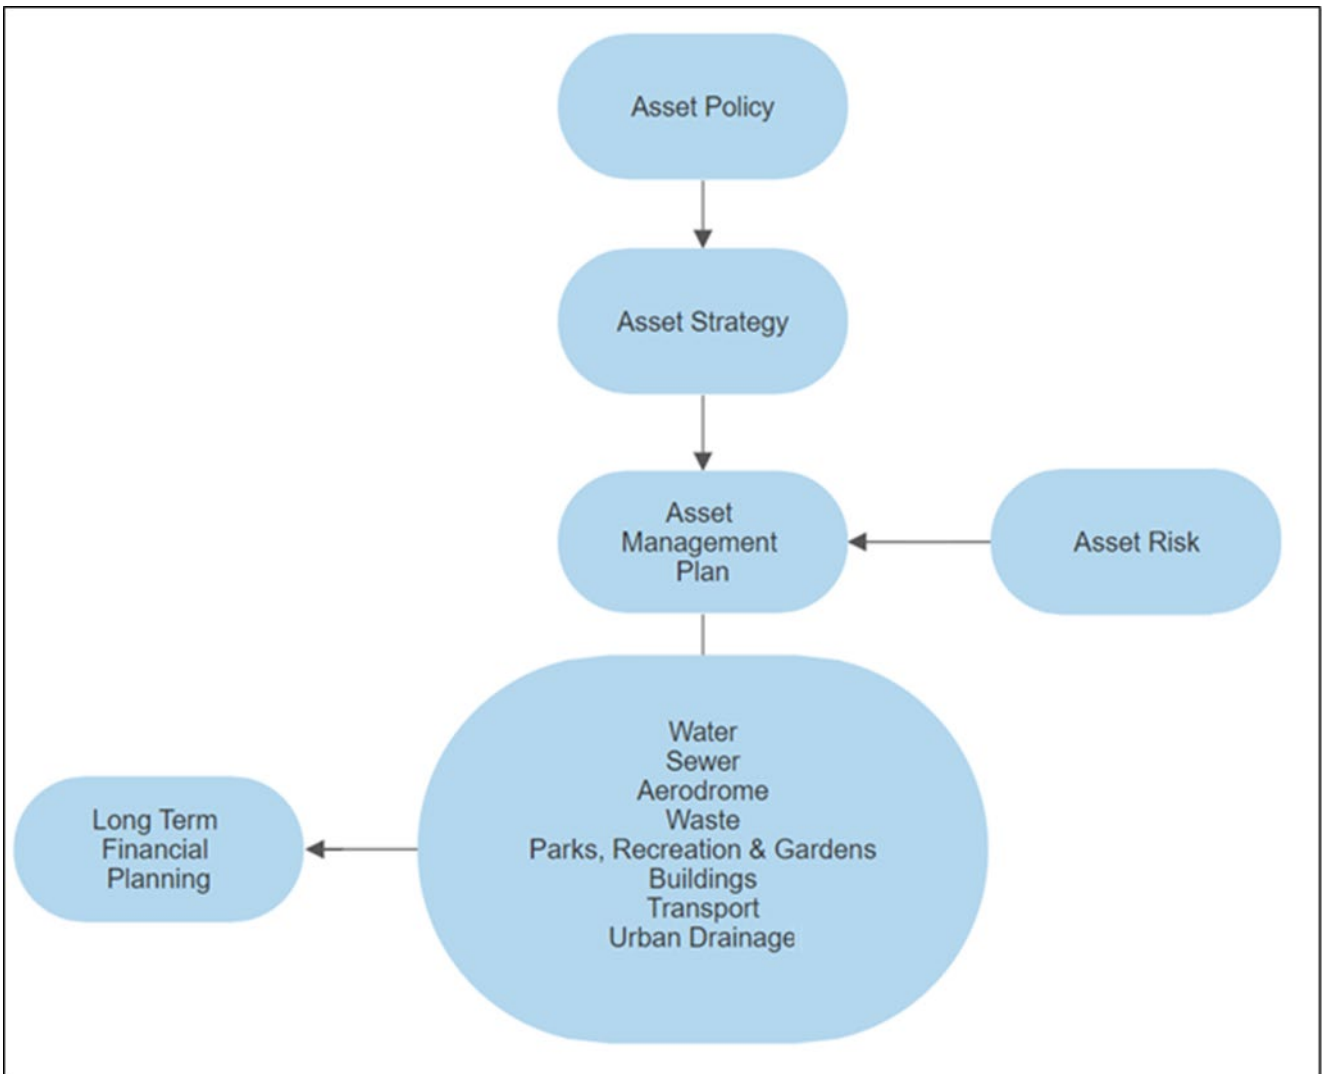 Asset Policy
Asset Strategy
Asset
Management
Plan
Asset Risk
Water
Sewer
Aerodrome
Waste
Parks, Recreation & Gardens
Buildings
Transport
Urban Drainage
Long Term
Financial
Planning